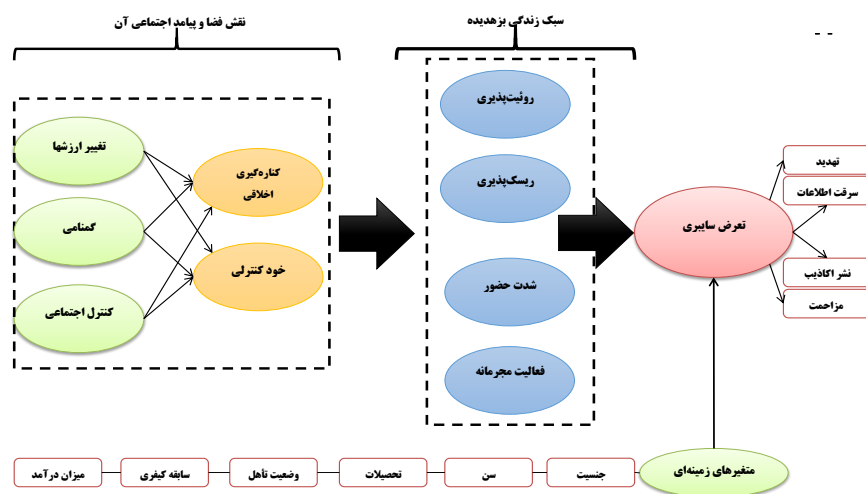 سبک زندگی بزهدیده
نقش فضا و پیامد اجتماعی آن
- -
روئیت‌پذیری
ریسک‌پذیری
شدت حضور
فعالیت مجرمانه
تغییر ارزشها
گمنامی
کنترل اجتماعی
کناره‌گیری
اخلاقی
خود کنترلی
تعرض سایبری
تهدید
سرقت اطلاعات
نشر اکاذیب
مزاحمت
متغیرهای زمینه‌ای
جنسیت
سن
تحصیلات
وضعیت تأهل
سابقه کیفری
میزان درآمد